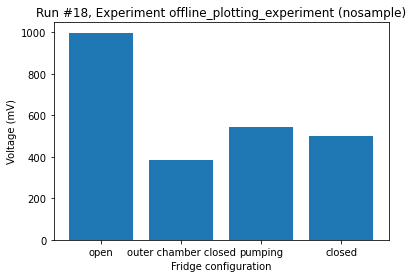 Run #18, Experiment offline_plotting_experiment (nosample)
Voltage (mV)
1000
800
600
400
200
0
open outer chamber closed pumping closed
Fridge configuration